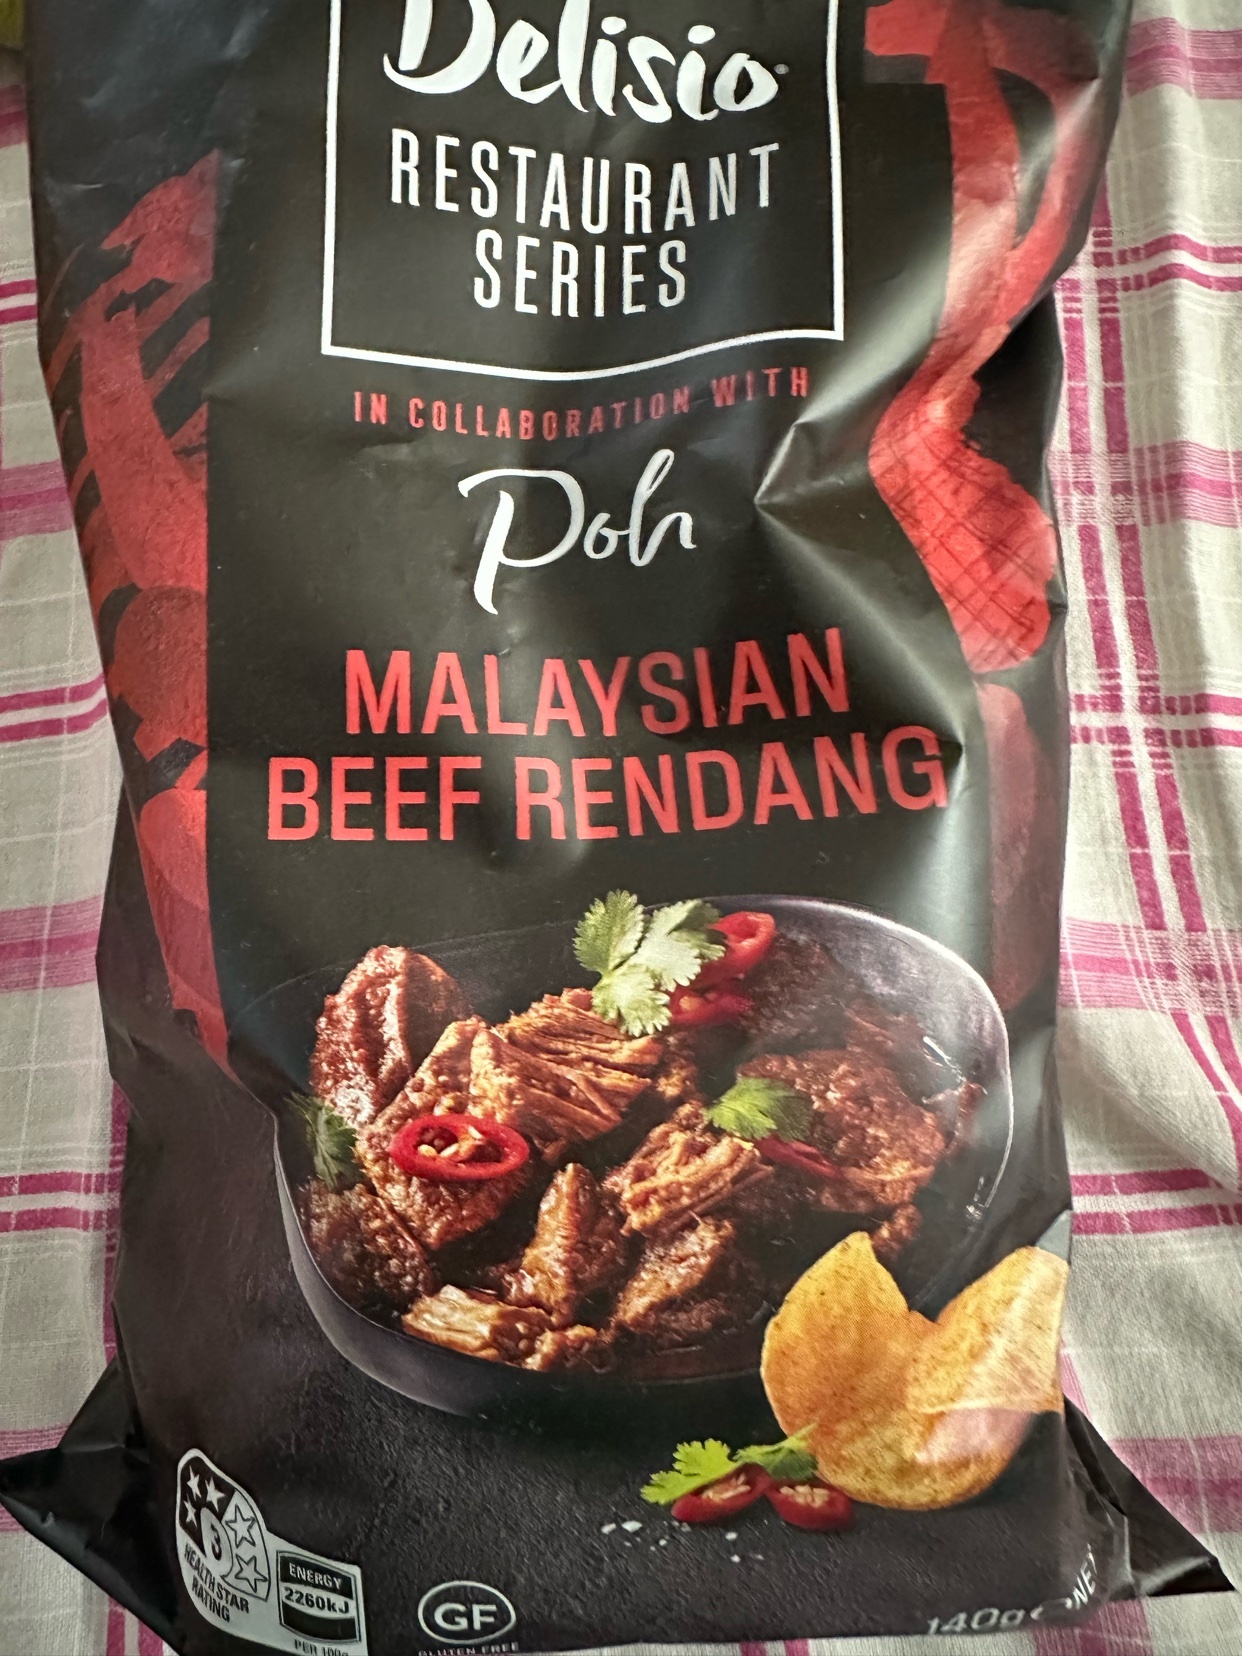 Delisio
RESTAURANT
SERIES
IN COLLABORATION WITH
Poh
MALAYSIAN
BEEF RENDANG
3
HEALTH STAR
RATING
ENERGY
2260kJ
PER 100g
GF
GLUTEN FREE
140g NET